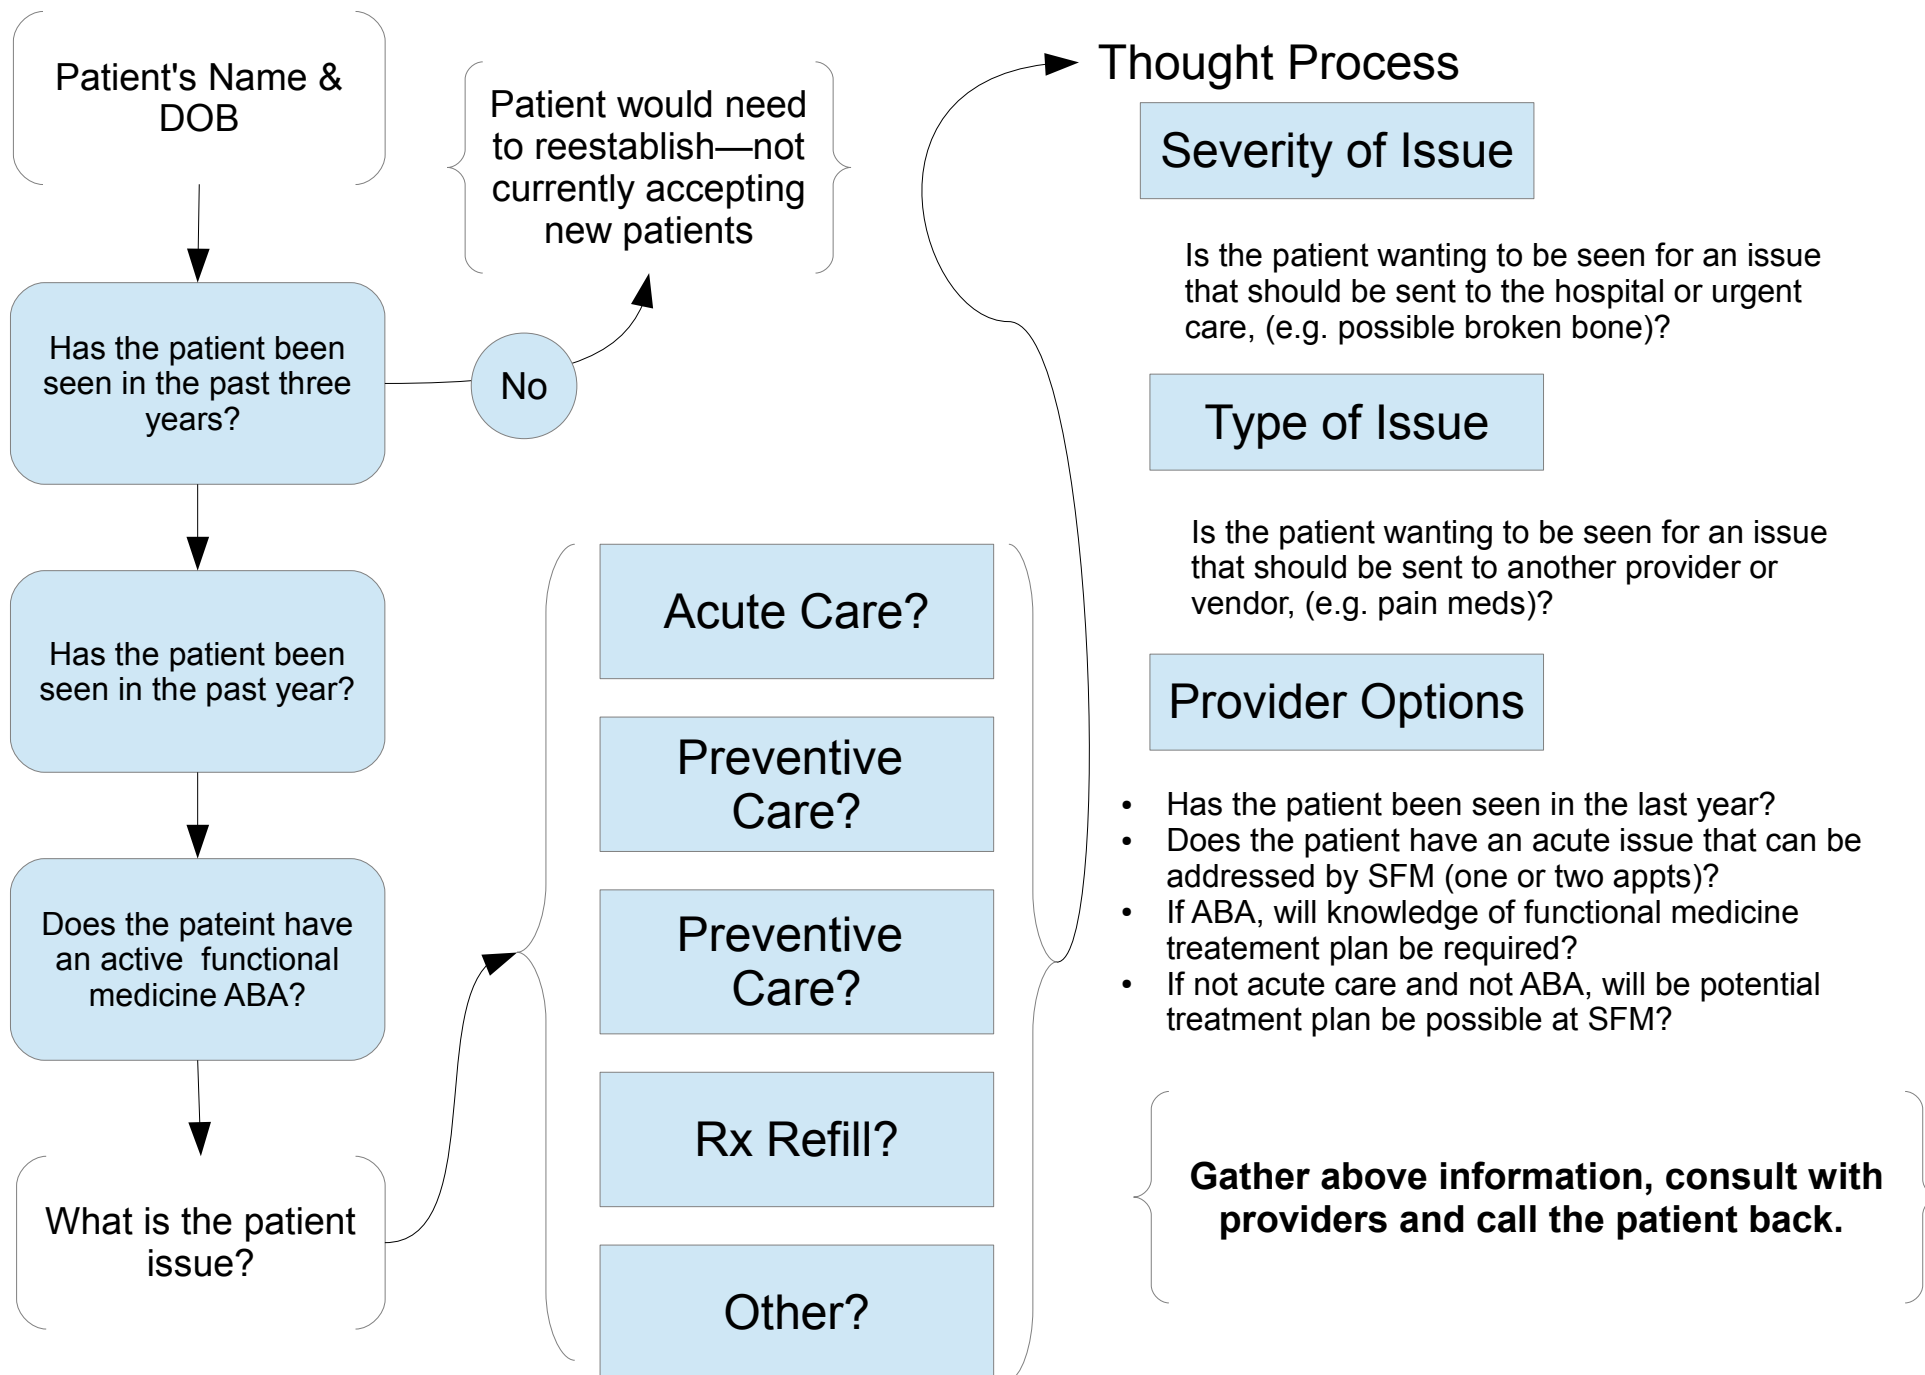 Patient's Name &
DOB
Patient would need
to reestablish—not
currently accepting
new patients
Has the patient been
seen in the past three
years?
No
Has the patient been
seen in the past year?
Does the pateint have
an active functional
medicine ABA?
What is the patient
issue?
Acute Care?
Preventive
Care?
Preventive
Care?
Rx Refill?
Other?
Thought Process
Severity of Issue
Is the patient wanting to be seen for an issue
that should be sent to the hospital or urgent
care, (e.g. possible broken bone)?
Type of Issue
Is the patient wanting to be seen for an issue
that should be sent to another provider or
vendor, (e.g. pain meds)?
Provider Options
• Has the patient been seen in the last year?
• Does the patient have an acute issue that can be
addressed by SFM (one or two appts)?
• If ABA, will knowledge of functional medicine
treatement plan be required?
• If not acute care and not ABA, will be potential
treatment plan be possible at SFM?
Gather above information, consult with
providers and call the patient back.